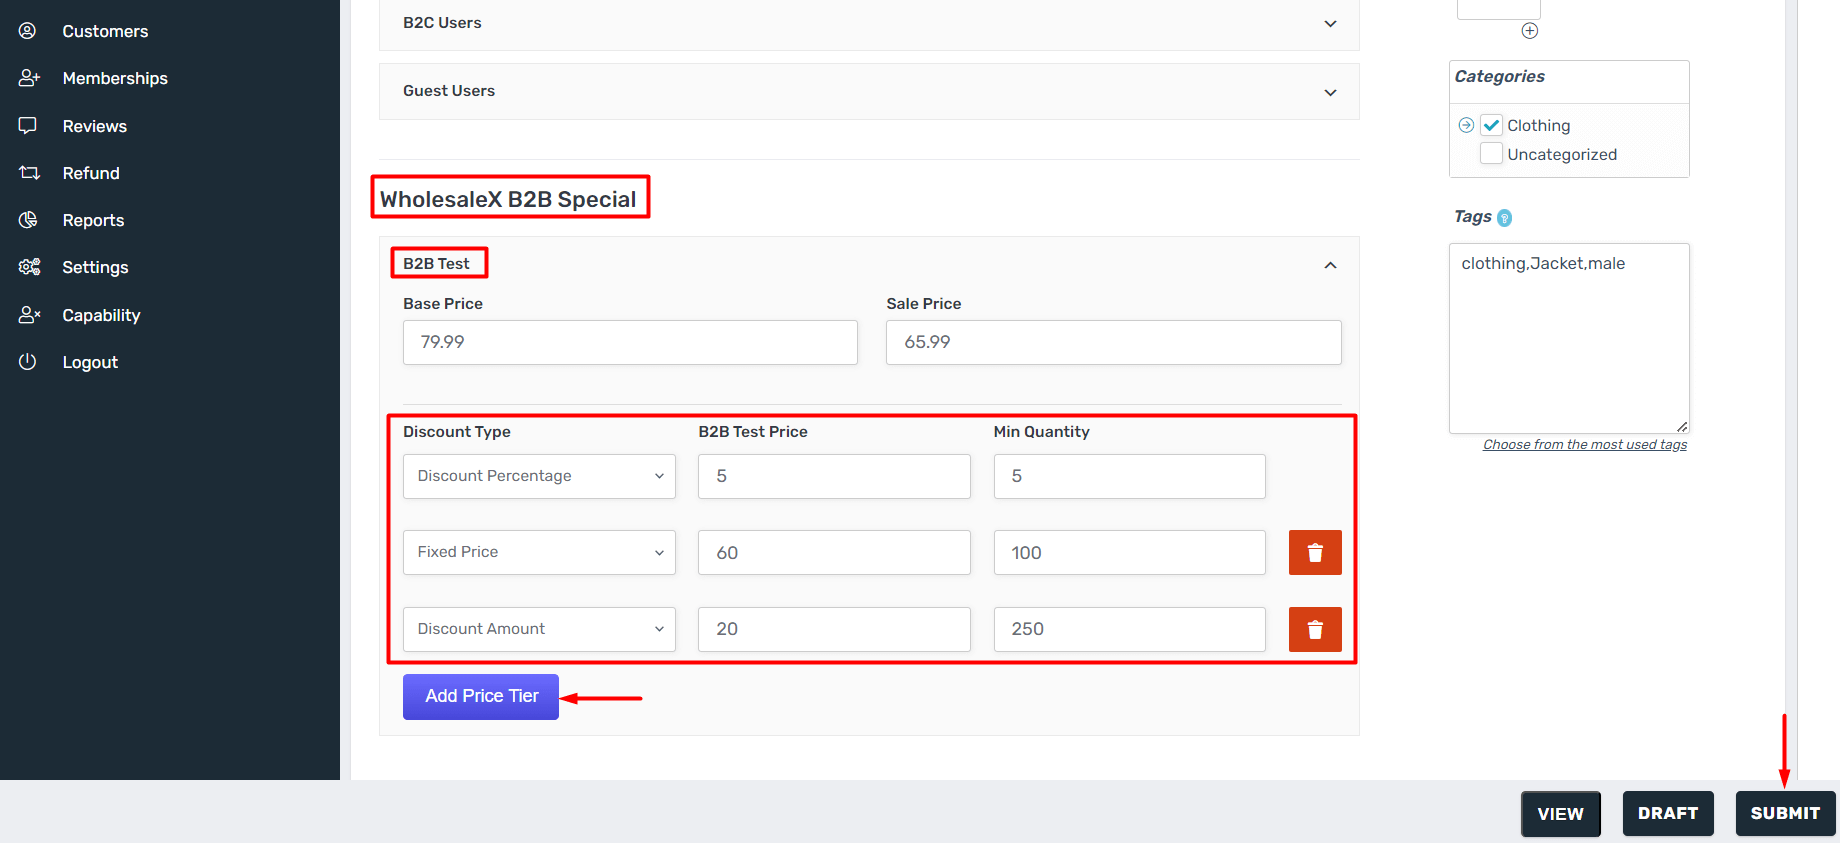 Customers
Memberships
Reviews
Refund
Reports
Settings
Capability
Logout
B2C Users
Guest Users
WholesaleX B2B Special
B2B Test
Base Price
Sale Price
79.99
65.99
Discount Type
B2B Test Price
Min Quantity
Discount Percentage
5
5
Fixed Price
60
100
Discount Amount
20
250
Add Price Tier
Categories
Clothing
Uncategorized
Tags ?
clothing,Jacket,male
Choose from the most used tags
VIEW
DRAFT
SUBMIT